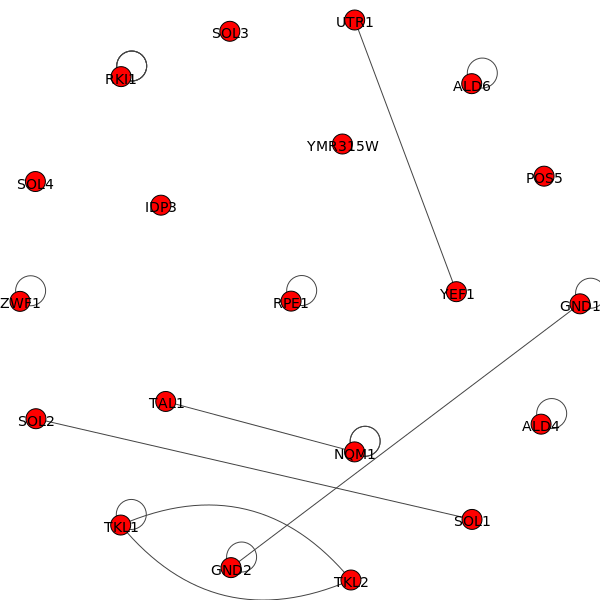 UTR1
SOL3
RKI1
ALD6
YMR315W
POS5
SOL4
IDP3
YEF1
ZWF1
RPE1
GND1
TAL1
SOL2
ALD4
NQM1
SOL1
TKL1
GND2
TKL2